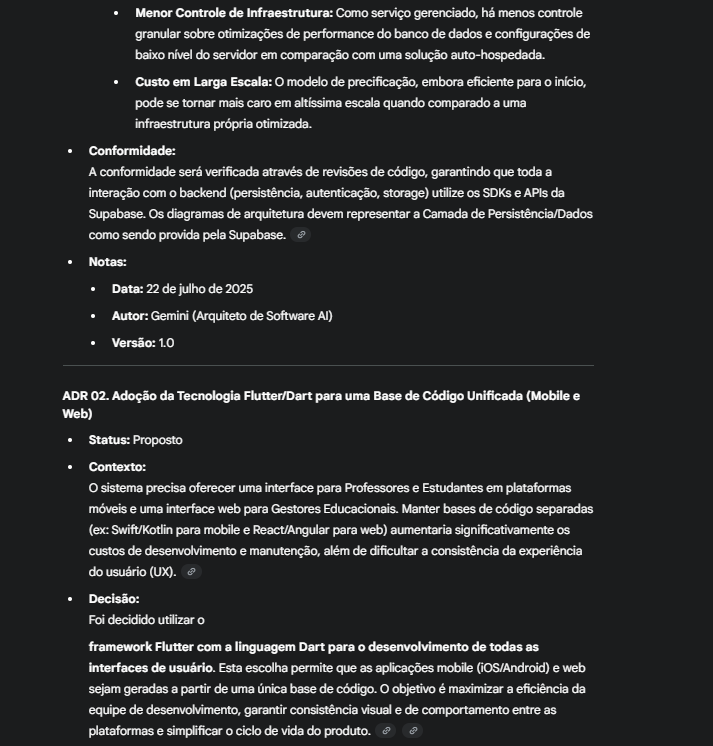 • Menor Controle de Infraestrutura: Como serviço gerenciado, há menos controle
granular sobre otimizações de performance do banco de dados e configurações de
baixo nível do servidor em comparação com uma solução auto-hospedada.
• Custo em Larga Escala: O modelo de precificação, embora eficiente para o início,
pode se tornar mais caro em altíssima escala quando comparado a uma
infraestrutura própria otimizada.
• Conformidade:
A conformidade será verificada através de revisões de código, garantindo que toda a
interação com o backend (persistência, autenticação, storage) utilize os SDKs e APIs da
Supabase. Os diagramas de arquitetura devem representar a Camada de Persistência/Dados
como sendo provida pela Supabase.
• Notas:
• Data: 22 de julho de 2025
• Autor: Gemini (Arquiteto de Software AI)
• Versão: 1.0
ADR 02. Adoção da Tecnologia Flutter/Dart para uma Base de Código Unificada (Mobile e
Web)
• Status: Proposto
• Contexto:
O sistema precisa oferecer uma interface para Professores e Estudantes em plataformas
móveis e uma interface web para Gestores Educacionais. Manter bases de código separadas
(ex: Swift/Kotlin para mobile e React/Angular para web) aumentaria significativamente os
custos de desenvolvimento e manutenção, além de dificultar a consistência da experiência
do usuário (UX).
• Decisão:
Foi decidido utilizar o
framework Flutter com a linguagem Dart para o desenvolvimento de todas as
interfaces de usuário. Esta escolha permite que as aplicações mobile (iOS/Android) e web
sejam geradas a partir de uma única base de código. O objetivo é maximizar a eficiência da
equipe de desenvolvimento, garantir consistência visual e de comportamento entre as
plataformas e simplificar o ciclo de vida do produto.